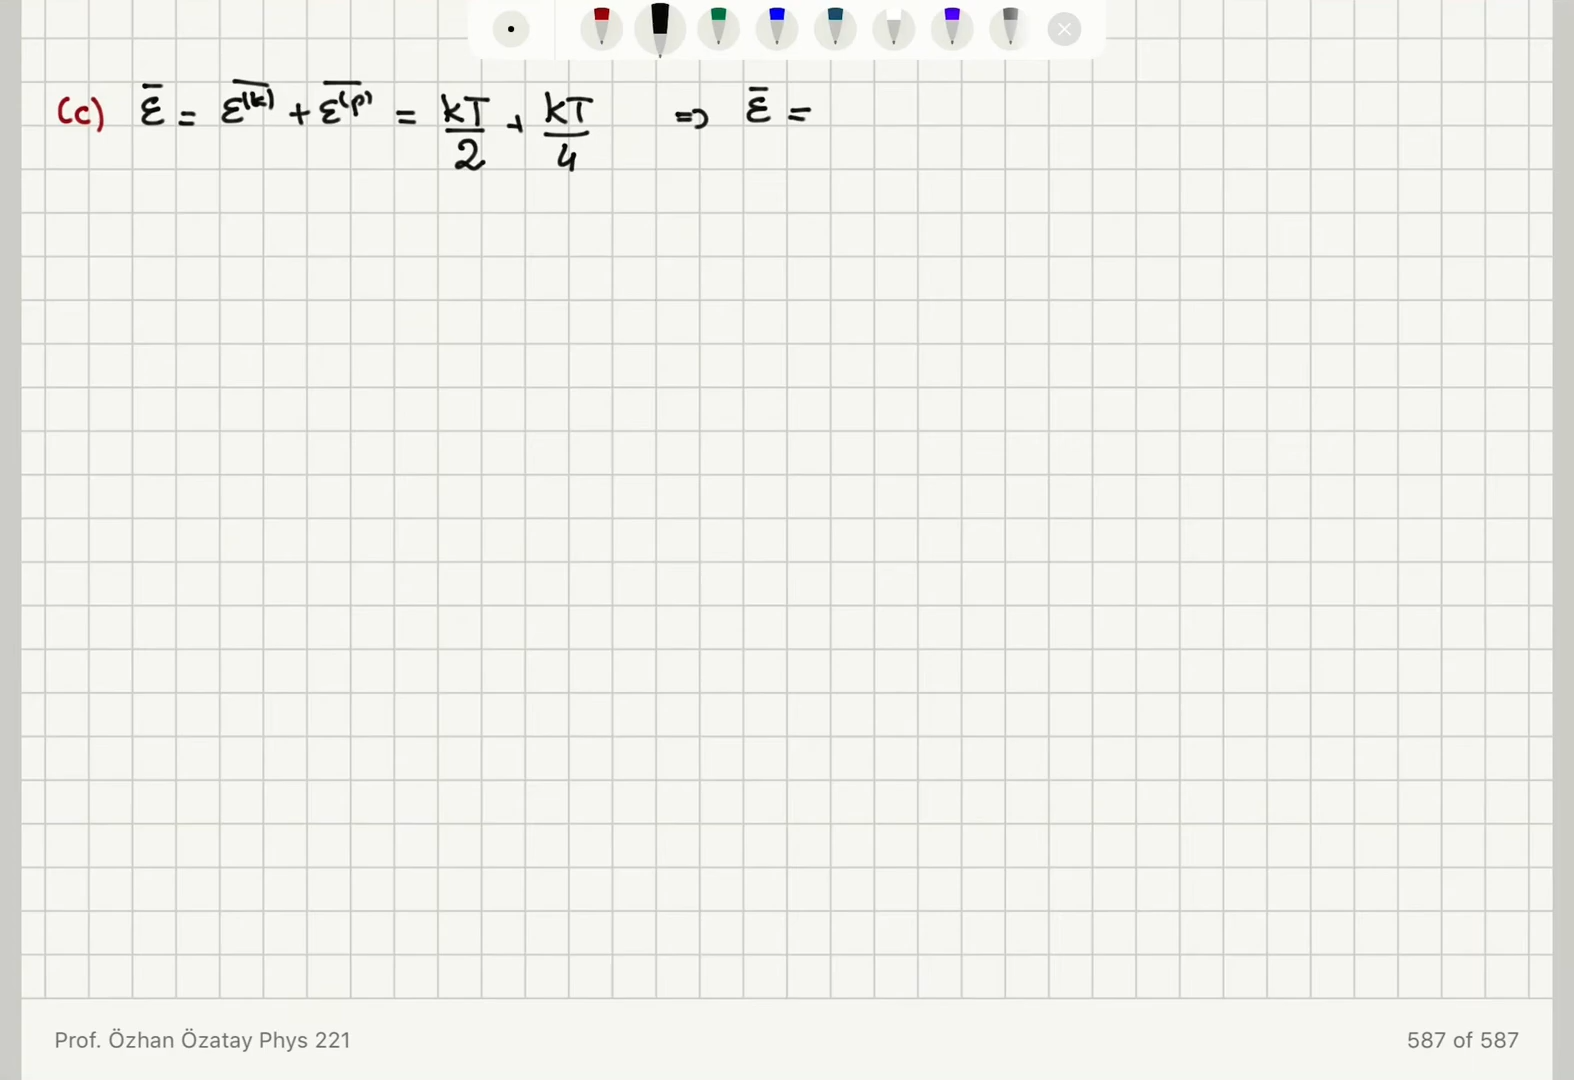 (c) ε̄ = ε̄⁽ᵏ⁾ + ε̄⁽ᵖ⁾ = kT/2 + kT/4 ⇒ ε̄ =
Prof. Özhan Özatay Phys 221
587 of 587